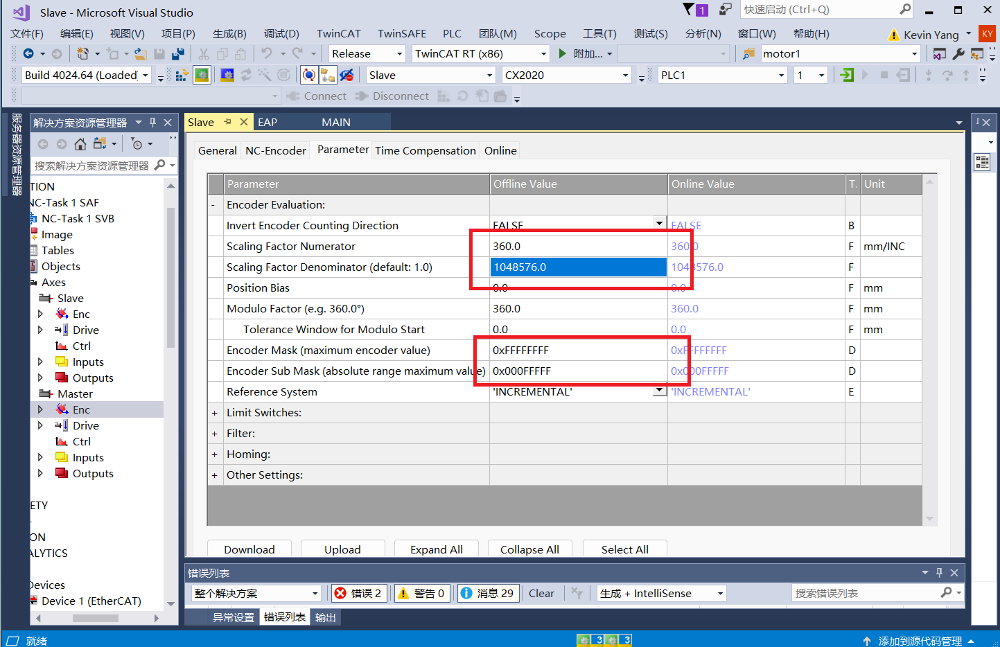 Slave - Microsoft Visual Studio
1
快速启动 (Ctrl+Q)
文件(F) 编辑(E) 视图(V) 项目(P) 生成(B) 调试(D) TwinCAT TwinSAFE PLC 团队(M) Scope 工具(T) 测试(S) 分析(N) 窗口(W) 帮助(H) Kevin Yang KY
Release TwinCAT RT (x86) 附加... motor1
Build 4024.64 (Loaded) Slave CX2020 PLC1 1
Connect Disconnect
服务器资源管理器
解决方案资源管理器
搜索解决方案资源管理器
TION
NC-Task 1 SAF
NC-Task 1 SVB
Image
Tables
Objects
Axes
Slave
Enc
Drive
Ctrl
Inputs
Outputs
Master
Enc
Drive
Ctrl
Inputs
Outputs
ETY
ON
ALYTICS
Devices
Device 1 (EtherCAT)
Slave EAP MAIN
General NC-Encoder Parameter Time Compensation Online
Parameter Offline Value Online Value T. Unit
- Encoder Evaluation:
Invert Encoder Counting Direction FALSE FALSE B
Scaling Factor Numerator 360.0 360.0 F mm/INC
Scaling Factor Denominator (default: 1.0) 1048576.0 1048576.0 F
Position Bias 0.0 0.0 F mm
Modulo Factor (e.g. 360.0°) 360.0 360.0 F mm
Tolerance Window for Modulo Start 0.0 0.0 F mm
Encoder Mask (maximum encoder value) 0xFFFFFFFF 0xFFFFFFFF D
Encoder Sub Mask (absolute range maximum value) 0x000FFFFF 0x000FFFFF D
Reference System 'INCREMENTAL' 'INCREMENTAL' E
+ Limit Switches:
+ Filter:
+ Homing:
+ Other Settings:
Download Upload Expand All Collapse All Select All
错误列表
整个解决方案 错误 2 警告 0 消息 29 Clear 生成 + IntelliSense 搜索错误列表
异常设置 错误列表 输出
就绪 3 3 添加到源代码管理